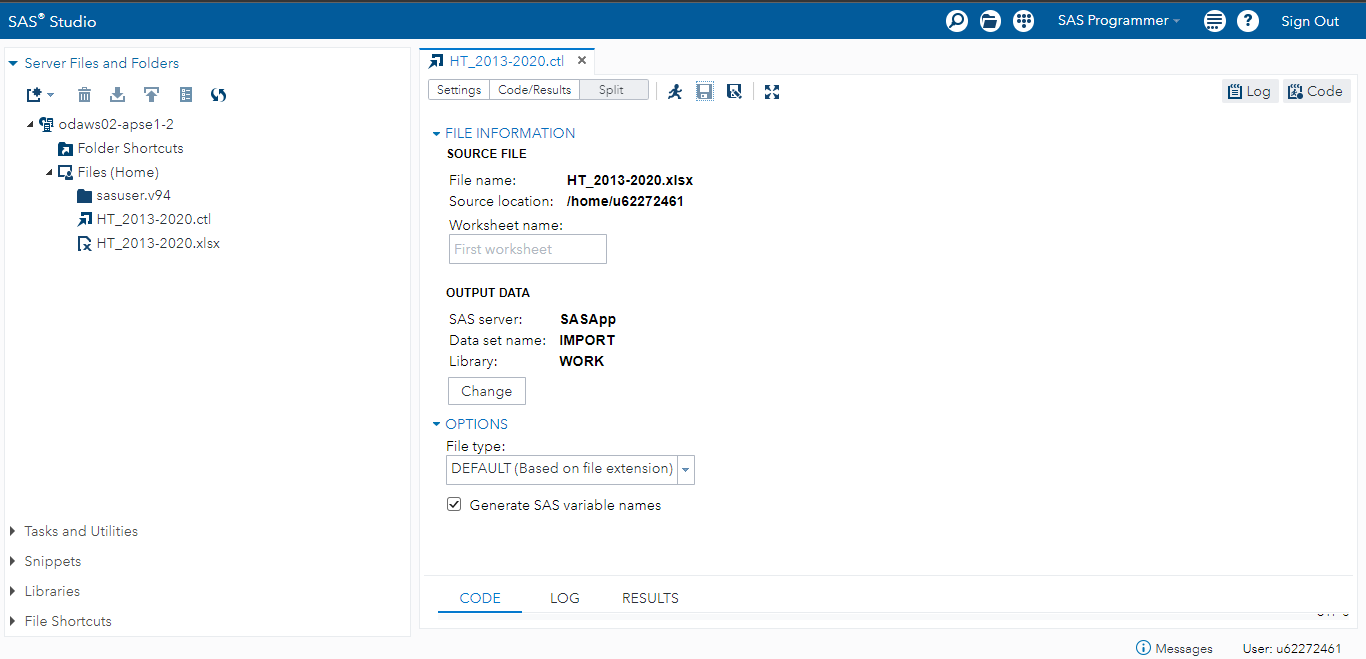 SAS® Studio
SAS Programmer
Sign Out
Server Files and Folders
odaws02-apse1-2
Folder Shortcuts
Files (Home)
sasuser.v94
HT_2013-2020.ctl
HT_2013-2020.xlsx
Tasks and Utilities
Snippets
Libraries
File Shortcuts
HT_2013-2020.ctl
Settings Code/Results Split
Log Code
FILE INFORMATION
SOURCE FILE
File name: HT_2013-2020.xlsx
Source location: /home/u62272461
Worksheet name:
First worksheet
OUTPUT DATA
SAS server: SASApp
Data set name: IMPORT
Library: WORK
Change
OPTIONS
File type:
DEFAULT (Based on file extension)
Generate SAS variable names
CODE LOG RESULTS
Messages User: u62272461